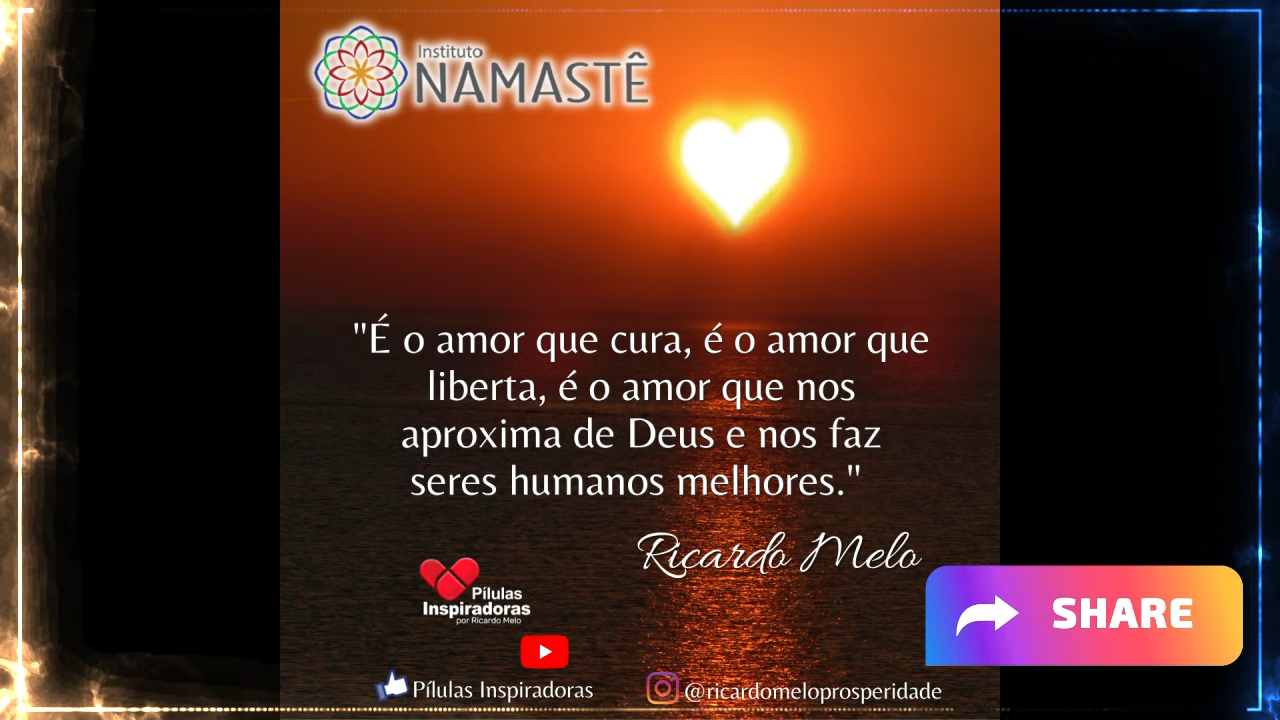 Instituto
NAMASTÊ
"É o amor que cura, é o amor que
liberta, é o amor que nos
aproxima de Deus e nos faz
seres humanos melhores."
Ricardo Melo
Pílulas
Inspiradoras
por Ricardo Melo
SHARE
Pílulas Inspiradoras
@ricardomeloprosperidade